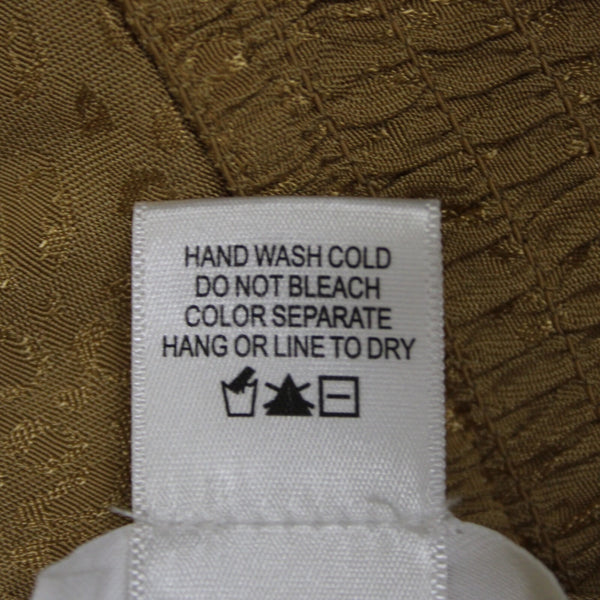 HAND WASH COLD
DO NOT BLEACH
COLOR SEPARATE
HANG OR LINE TO DRY